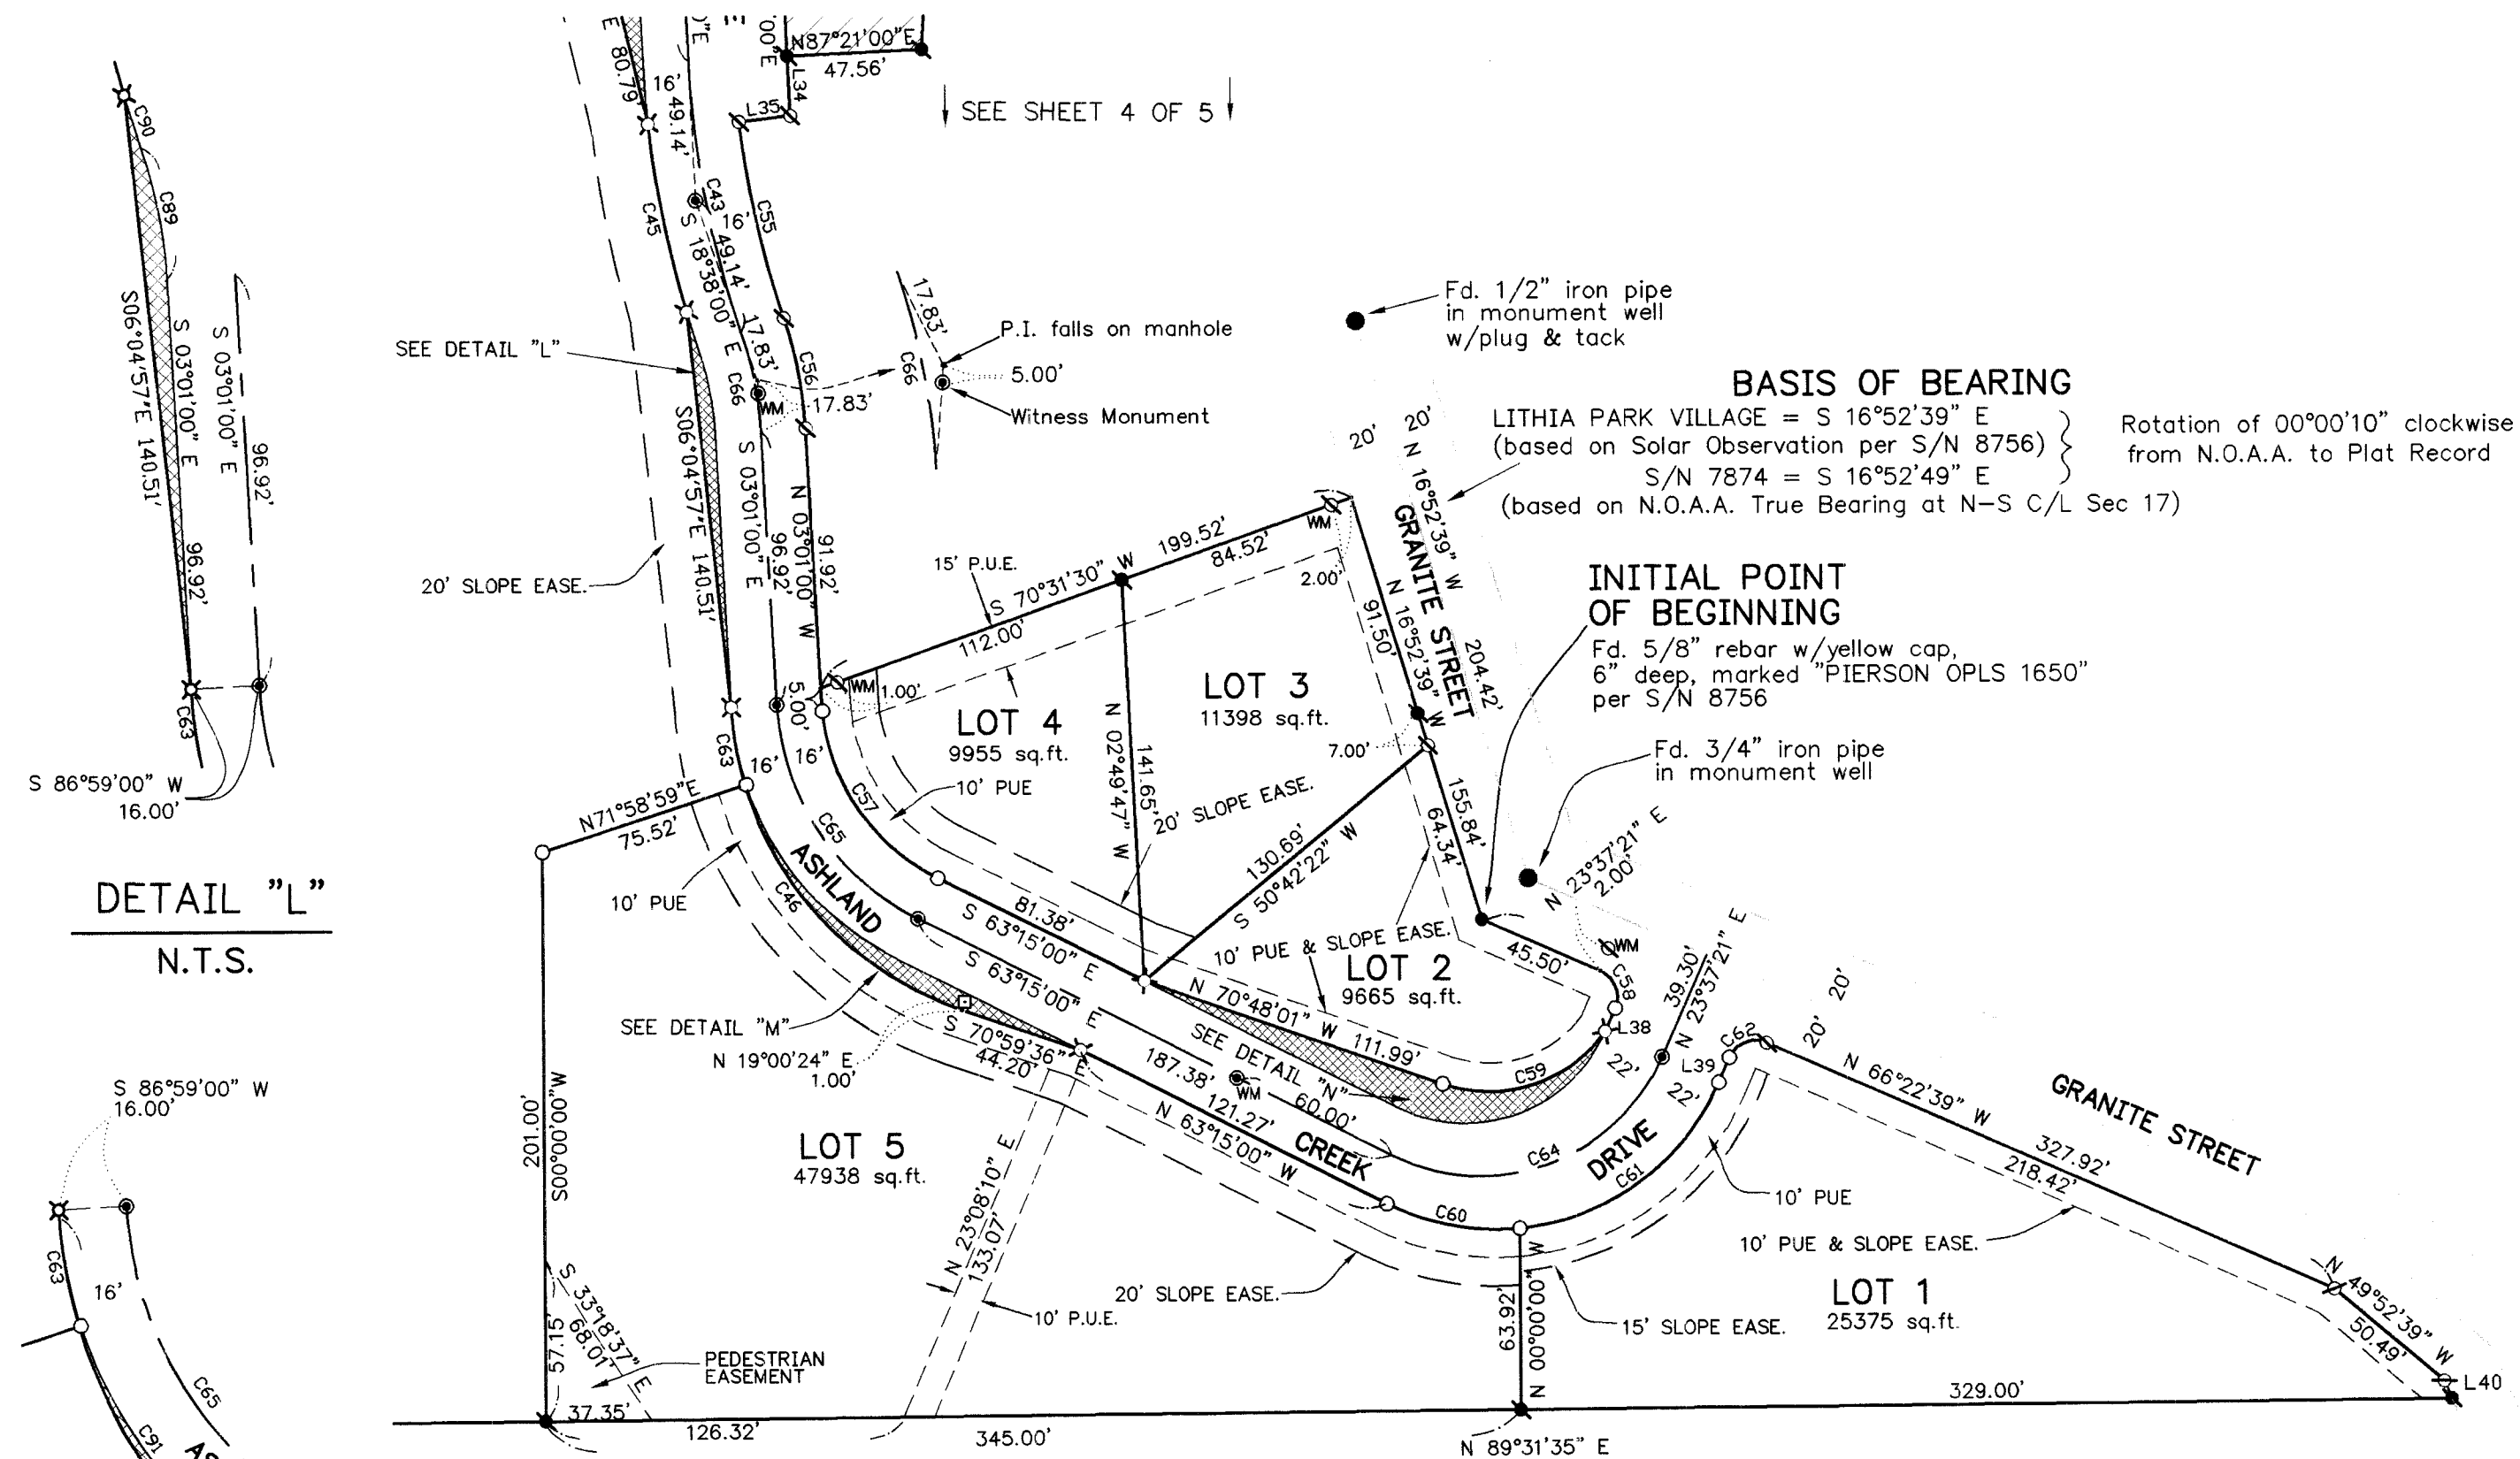 N87°21'00"E
47.56'
00"E
L34
L35
"E
E 80.79'
16'
49.14'
↓ SEE SHEET 4 OF 5 ↓
C90
C89
S06°04'57"E 140.51'
S 03°01'00" E
96.92'
S 03°01'00" E
96.92'
C63
S 86°59'00" W
16.00'
DETAIL "L"
N.T.S.
C45
C43
16'
C55
49.14'
S 18°38'00" E
17.83'
C56
C66
WM
17.83'
17.83'
P.I. falls on manhole
C66
5.00'
Witness Monument
SEE DETAIL "L"
S06°04'57"E 140.51'
S 03°01'00" E
96.92'
N 03°01'00" W
91.92'
20' SLOPE EASE.
Fd. 1/2" iron pipe
in monument well
w/plug & tack
BASIS OF BEARING
LITHIA PARK VILLAGE = S 16°52'39" E
(based on Solar Observation per S/N 8756)
S/N 7874 = S 16°52'49" E
(based on N.O.A.A. True Bearing at N-S C/L Sec 17)
Rotation of 00°00'10" clockwise
from N.O.A.A. to Plat Record
20'
20'
N 16°52'39" W
204.42'
GRANITE STREET
N 16°52'39" W
91.50'
2.00'
WM
199.52'
84.52'
S 70°31'30" W
112.00'
15' P.U.E.
INITIAL POINT
OF BEGINNING
Fd. 5/8" rebar w/yellow cap,
6" deep, marked "PIERSON OPLS 1650"
per S/N 8756
Fd. 3/4" iron pipe
in monument well
LOT 3
11398 sq.ft.
LOT 4
9955 sq.ft.
WM
1.00'
5.00'
7.00'
N 02°49'47" W
141.65'
155.84'
64.34'
C63
16'
16'
C57
10' PUE
20' SLOPE EASE.
130.69'
S 50°42'22" W
N71°58'59"E
75.52'
C65
ASHLAND
C46
10' PUE
81.38'
S 63°15'00" E
10' PUE & SLOPE EASE.
LOT 2
9665 sq.ft.
45.50'
N 23°37'21" E
2.00'
WM
C58
L38
39.30'
N 23°37'21" E
S 63°15'00" E
N 70°48'01" W
111.99'
C59
22'
SEE DETAIL "M"
S 70°59'36" E
44.20'
N 19°00'24" E
1.00'
187.38'
WM
60.00'
SEE DETAIL "N"
121.27'
N 63°15'00" W
CREEK
C64
DRIVE
C61
C60
L39
22'
C62
20'
20'
N 66°22'39" W
327.92'
218.42'
GRANITE STREET
10' PUE
10' PUE & SLOPE EASE.
S 86°59'00" W
16.00'
C63
16'
C65
C91
201.00'
S00°00'00"W
LOT 5
47938 sq.ft.
N 23°08'10" E
133.07'
10' P.U.E.
20' SLOPE EASE.
S 33°18'37" E
68.01'
57.15'
PEDESTRIAN
EASEMENT
63.92'
N 00°00'00" W
15' SLOPE EASE.
LOT 1
25375 sq.ft.
N 49°52'39" W
50.49'
L40
329.00'
37.35'
126.32'
345.00'
N 89°31'35" E